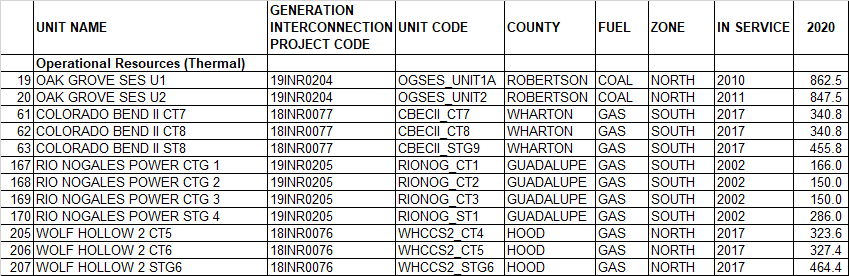 UNIT NAME GENERATION INTERCONNECTION PROJECT CODE UNIT CODE COUNTY FUEL ZONE IN SERVICE 2020
Operational Resources (Thermal)
19 OAK GROVE SES U1 19INR0204 OGSES_UNIT1A ROBERTSON COAL NORTH 2010 862.5
20 OAK GROVE SES U2 19INR0204 OGSES_UNIT2 ROBERTSON COAL NORTH 2011 847.5
61 COLORADO BEND II CT7 18INR0077 CBECII_CT7 WHARTON GAS SOUTH 2017 340.8
62 COLORADO BEND II CT8 18INR0077 CBECII_CT8 WHARTON GAS SOUTH 2017 340.8
63 COLORADO BEND II ST8 18INR0077 CBECII_STG9 WHARTON GAS SOUTH 2017 455.8
167 RIO NOGALES POWER CTG 1 19INR0205 RIONOG_CT1 GUADALUPE GAS SOUTH 2002 166.0
168 RIO NOGALES POWER CTG 2 19INR0205 RIONOG_CT2 GUADALUPE GAS SOUTH 2002 150.0
169 RIO NOGALES POWER CTG 3 19INR0205 RIONOG_CT3 GUADALUPE GAS SOUTH 2002 150.0
170 RIO NOGALES POWER STG 4 19INR0205 RIONOG_ST1 GUADALUPE GAS SOUTH 2002 286.0
205 WOLF HOLLOW 2 CT5 18INR0076 WHCCS2_CT4 HOOD GAS NORTH 2017 323.6
206 WOLF HOLLOW 2 CT6 18INR0076 WHCCS2_CT5 HOOD GAS NORTH 2017 327.4
207 WOLF HOLLOW 2 STG6 18INR0076 WHCCS2_STG6 HOOD GAS NORTH 2017 464.4